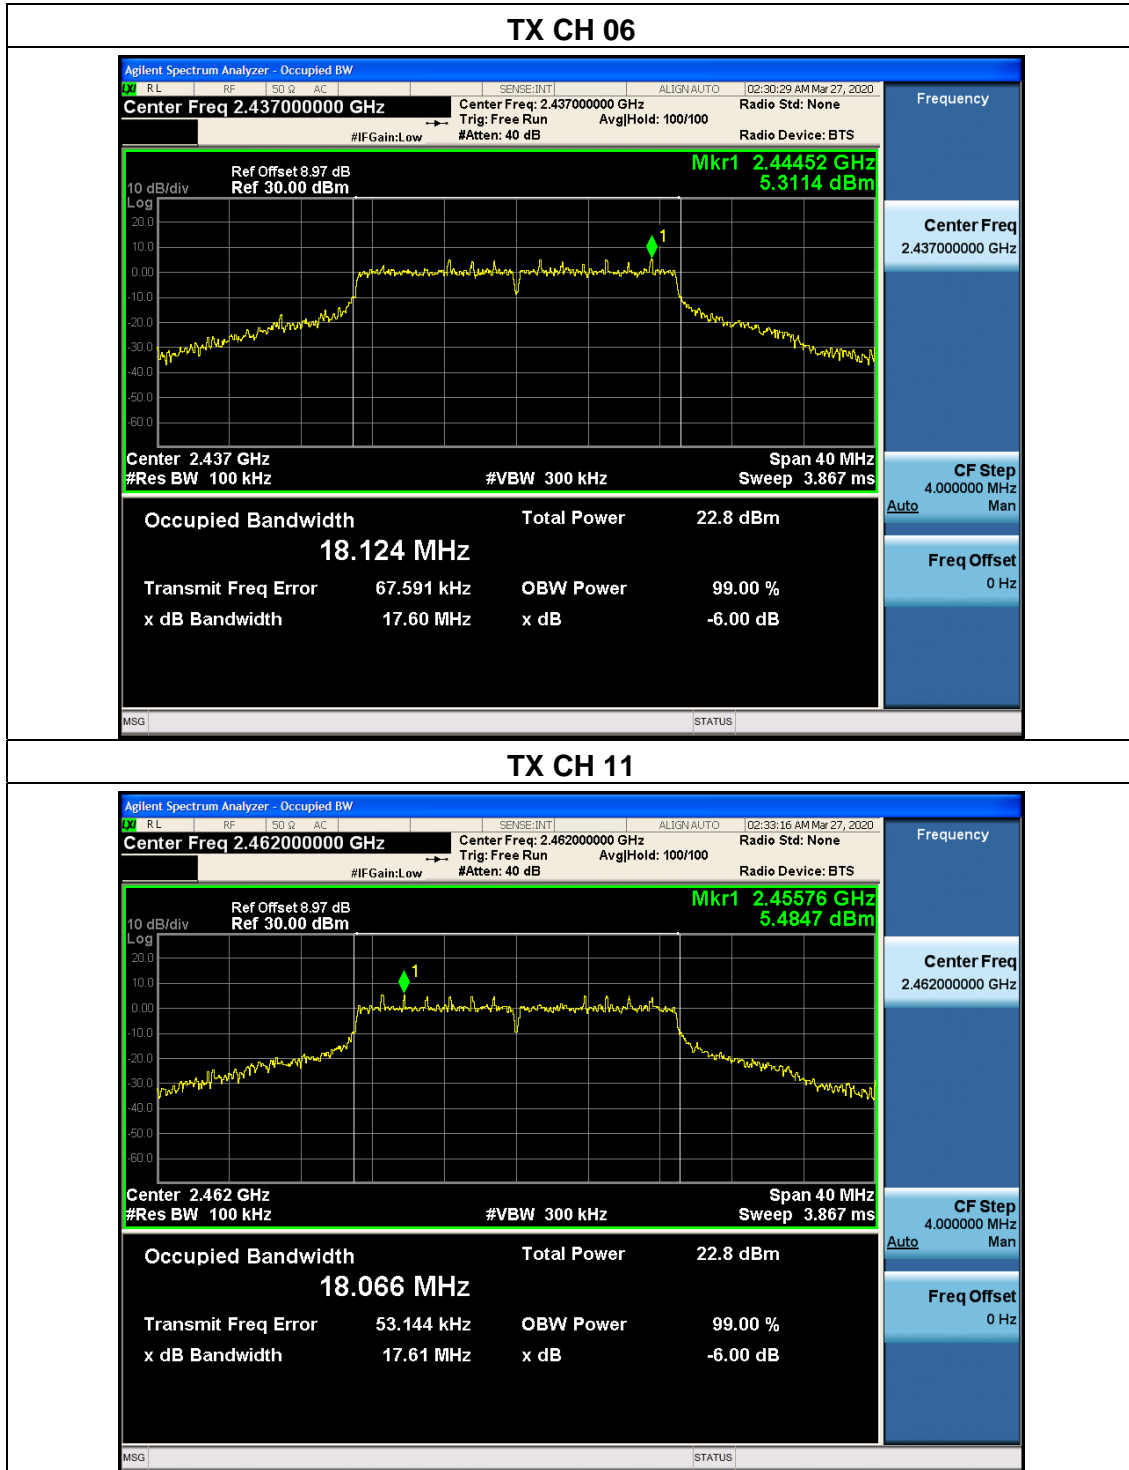 TX CH 06
Agilent Spectrum Analyzer - Occupied BW
LXI RL RF 50 Ω AC SENSE:INT ALIGN AUTO 02:30:29 AM Mar 27, 2020
Center Freq 2.437000000 GHz
Center Freq: 2.437000000 GHz Radio Std: None
Trig: Free Run Avg|Hold: 100/100
#IFGain:Low #Atten: 40 dB Radio Device: BTS
Frequency
Mkr1 2.44452 GHz
5.3114 dBm
Ref Offset 8.97 dB
10 dB/div Ref 30.00 dBm
Log
20.0
10.0
0.00
-10.0
-20.0
-30.0
-40.0
-50.0
-60.0
1
Center 2.437 GHz Span 40 MHz
#Res BW 100 kHz #VBW 300 kHz Sweep 3.867 ms
Center Freq
2.437000000 GHz
CF Step
4.000000 MHz
Auto Man
Freq Offset
0 Hz
Occupied Bandwidth Total Power 22.8 dBm
18.124 MHz
Transmit Freq Error 67.591 kHz OBW Power 99.00 %
x dB Bandwidth 17.60 MHz x dB -6.00 dB
MSG STATUS
TX CH 11
Agilent Spectrum Analyzer - Occupied BW
LXI RL RF 50 Ω AC SENSE:INT ALIGN AUTO 02:33:16 AM Mar 27, 2020
Center Freq 2.462000000 GHz
Center Freq: 2.462000000 GHz Radio Std: None
Trig: Free Run Avg|Hold: 100/100
#IFGain:Low #Atten: 40 dB Radio Device: BTS
Frequency
Mkr1 2.45576 GHz
5.4847 dBm
Ref Offset 8.97 dB
10 dB/div Ref 30.00 dBm
Log
20.0
10.0
0.00
-10.0
-20.0
-30.0
-40.0
-50.0
-60.0
1
Center 2.462 GHz Span 40 MHz
#Res BW 100 kHz #VBW 300 kHz Sweep 3.867 ms
Center Freq
2.462000000 GHz
CF Step
4.000000 MHz
Auto Man
Freq Offset
0 Hz
Occupied Bandwidth Total Power 22.8 dBm
18.066 MHz
Transmit Freq Error 53.144 kHz OBW Power 99.00 %
x dB Bandwidth 17.61 MHz x dB -6.00 dB
MSG STATUS